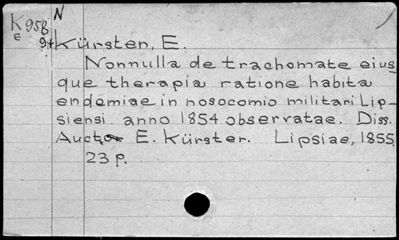 N
K958
e
9+ Kürsten, E.
Nonnulla de trachomate eius
que therapia ratione habita
endemiae in nosocomio militari Lip-
siensi anno 1854 observatae. Diss.
Auctor E. Kürster. Lipsiae, 1855
23 p.